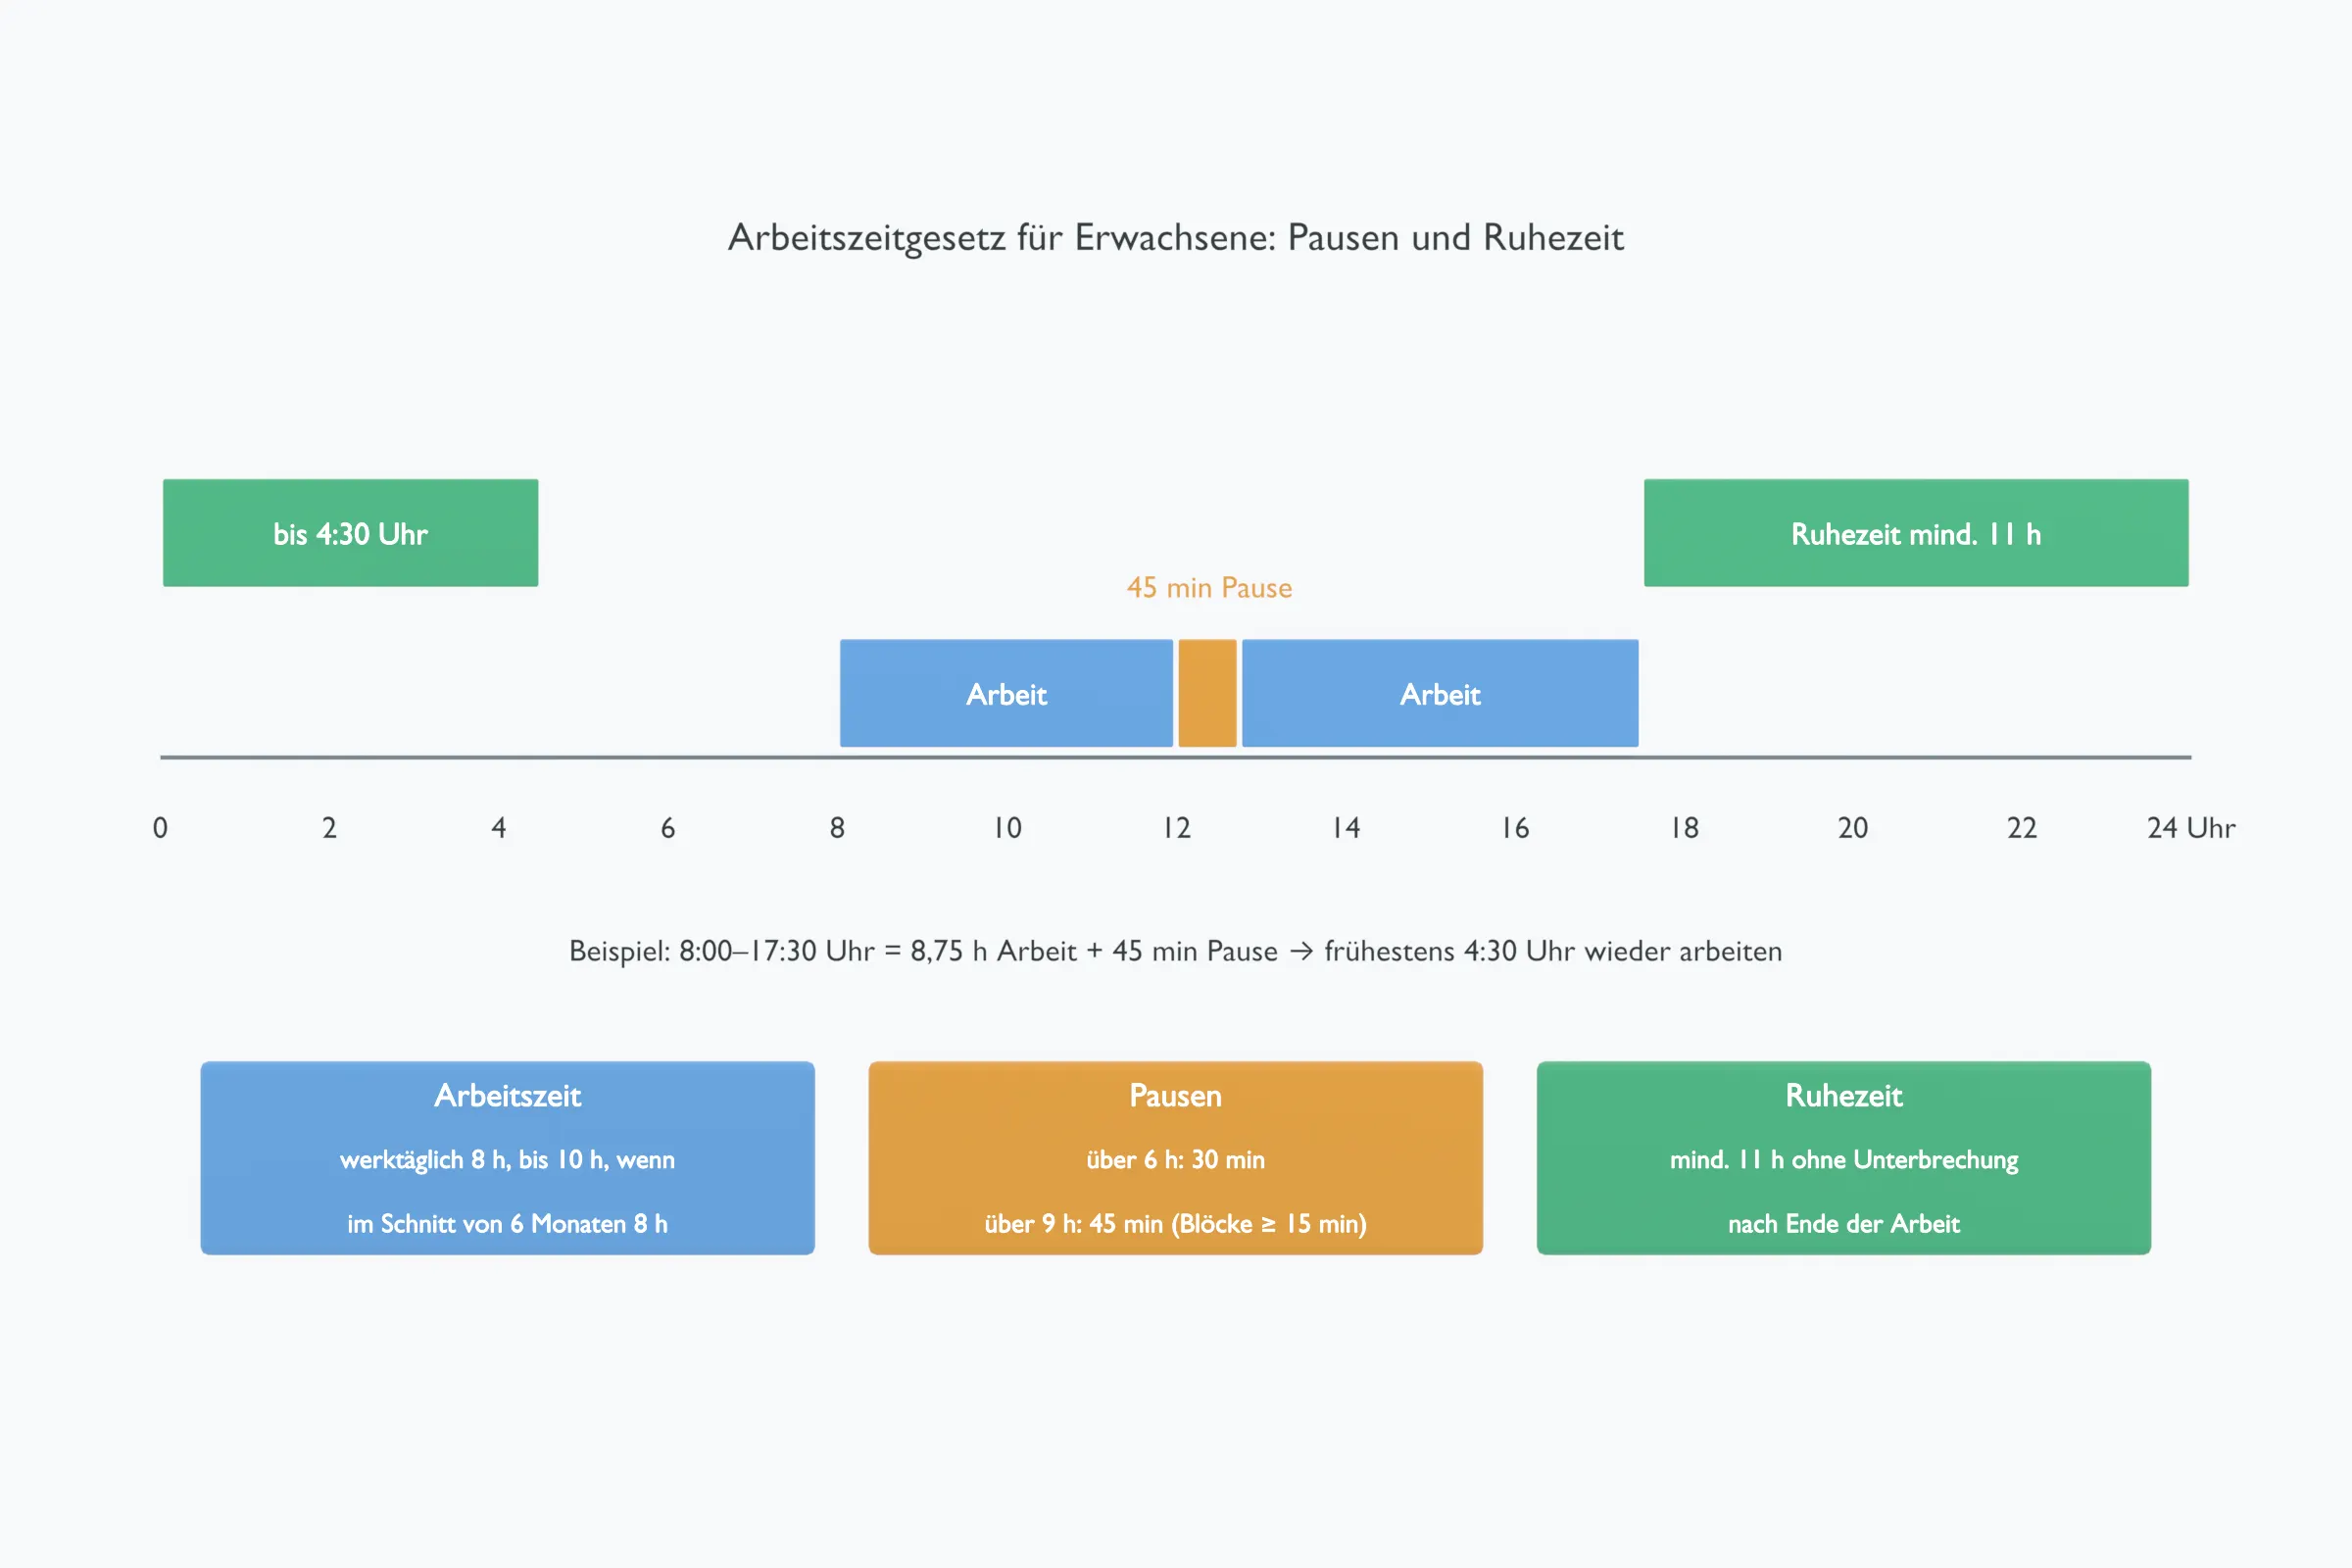 Arbeitszeitgesetz für Erwachsene: Pausen und Ruhezeit
bis 4:30 Uhr
Ruhezeit mind. 11 h
45 min Pause
Arbeit
Arbeit
0
2
4
6
8
10
12
14
16
18
20
22
24 Uhr
Beispiel: 8:00–17:30 Uhr = 8,75 h Arbeit + 45 min Pause → frühestens 4:30 Uhr wieder arbeiten
Arbeitszeit
werktäglich 8 h, bis 10 h, wenn
im Schnitt von 6 Monaten 8 h
Pausen
über 6 h: 30 min
über 9 h: 45 min (Blöcke ≥ 15 min)
Ruhezeit
mind. 11 h ohne Unterbrechung
nach Ende der Arbeit